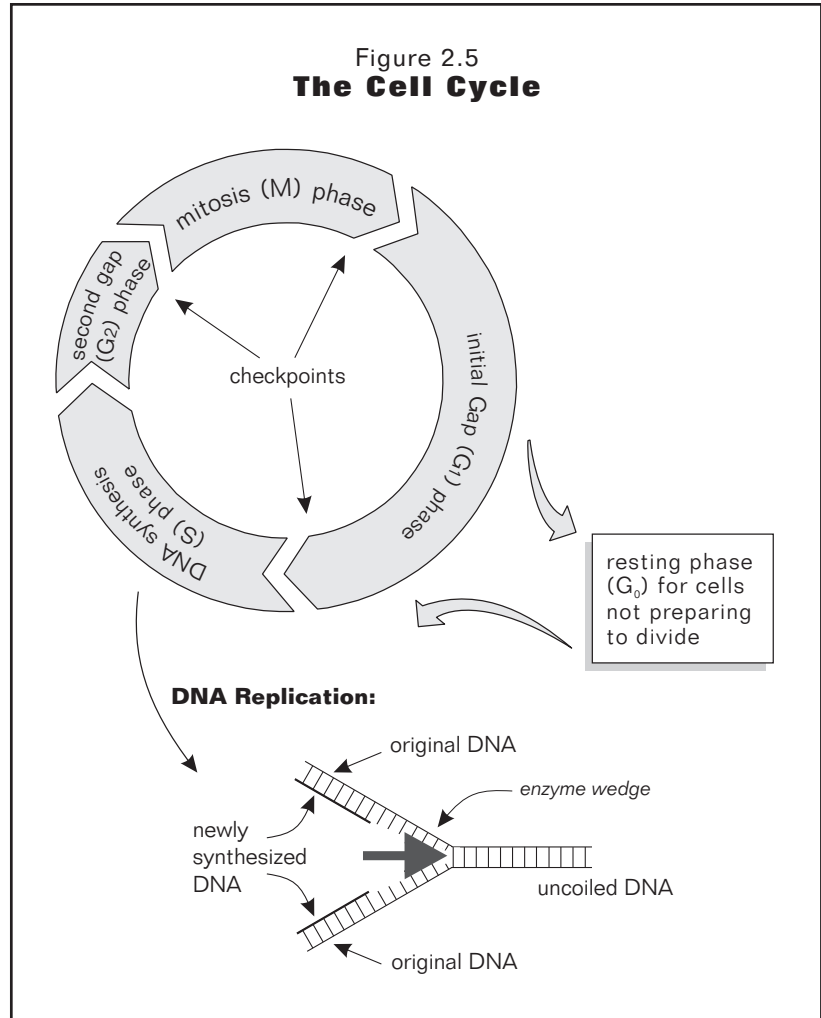 Figure 2.5
The Cell Cycle
mitosis (M) phase
second gap
(G2) phase
checkpoints
initial Gap (G1) phase
DNA synthesis
(S) phase
resting phase
(G0) for cells
not preparing
to divide
DNA Replication:
original DNA
enzyme wedge
newly
synthesized
DNA
uncoiled DNA
original DNA